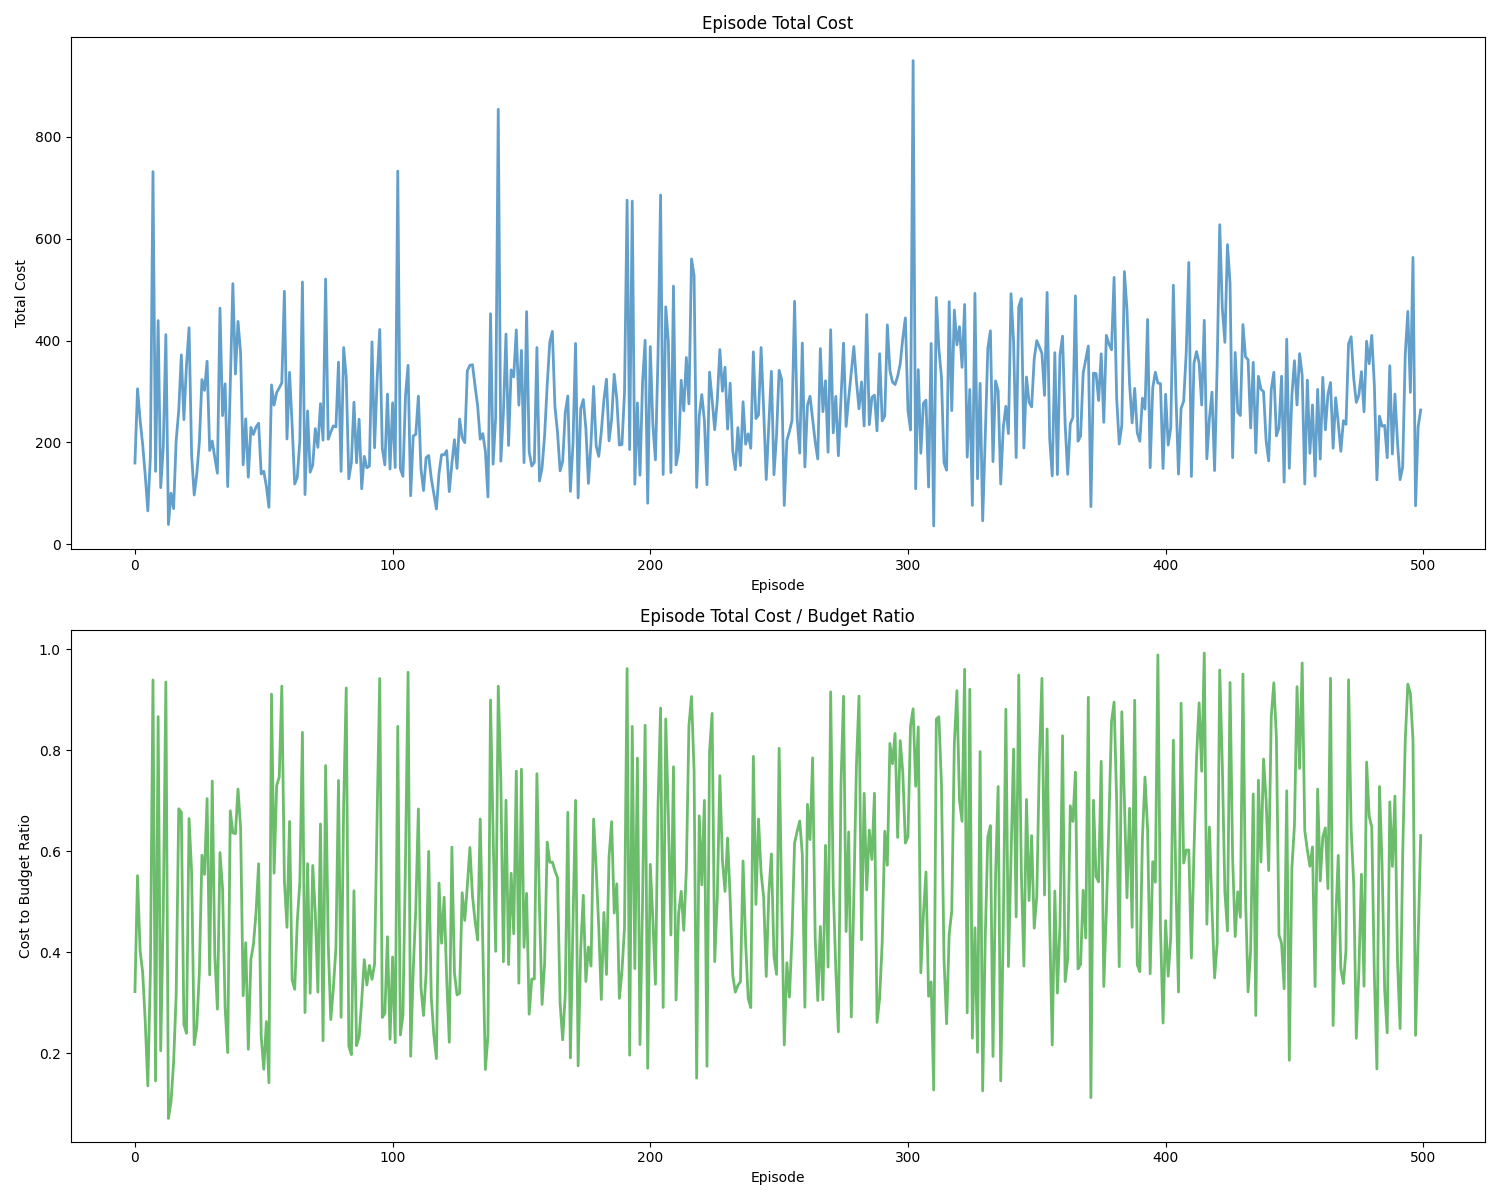 Episode Total Cost
Total Cost
800
600
400
200
0
0 100 200 300 400 500
Episode
Episode Total Cost / Budget Ratio
Cost to Budget Ratio
1.0
0.8
0.6
0.4
0.2
0 100 200 300 400 500
Episode